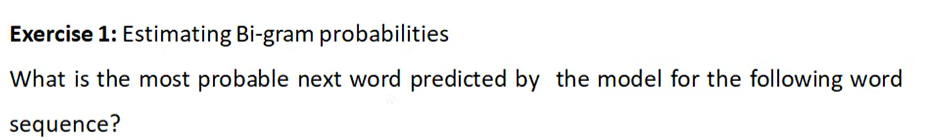 Exercise 1: Estimating Bi-gram probabilities
What is the most probable next word predicted by the model for the following word
sequence?